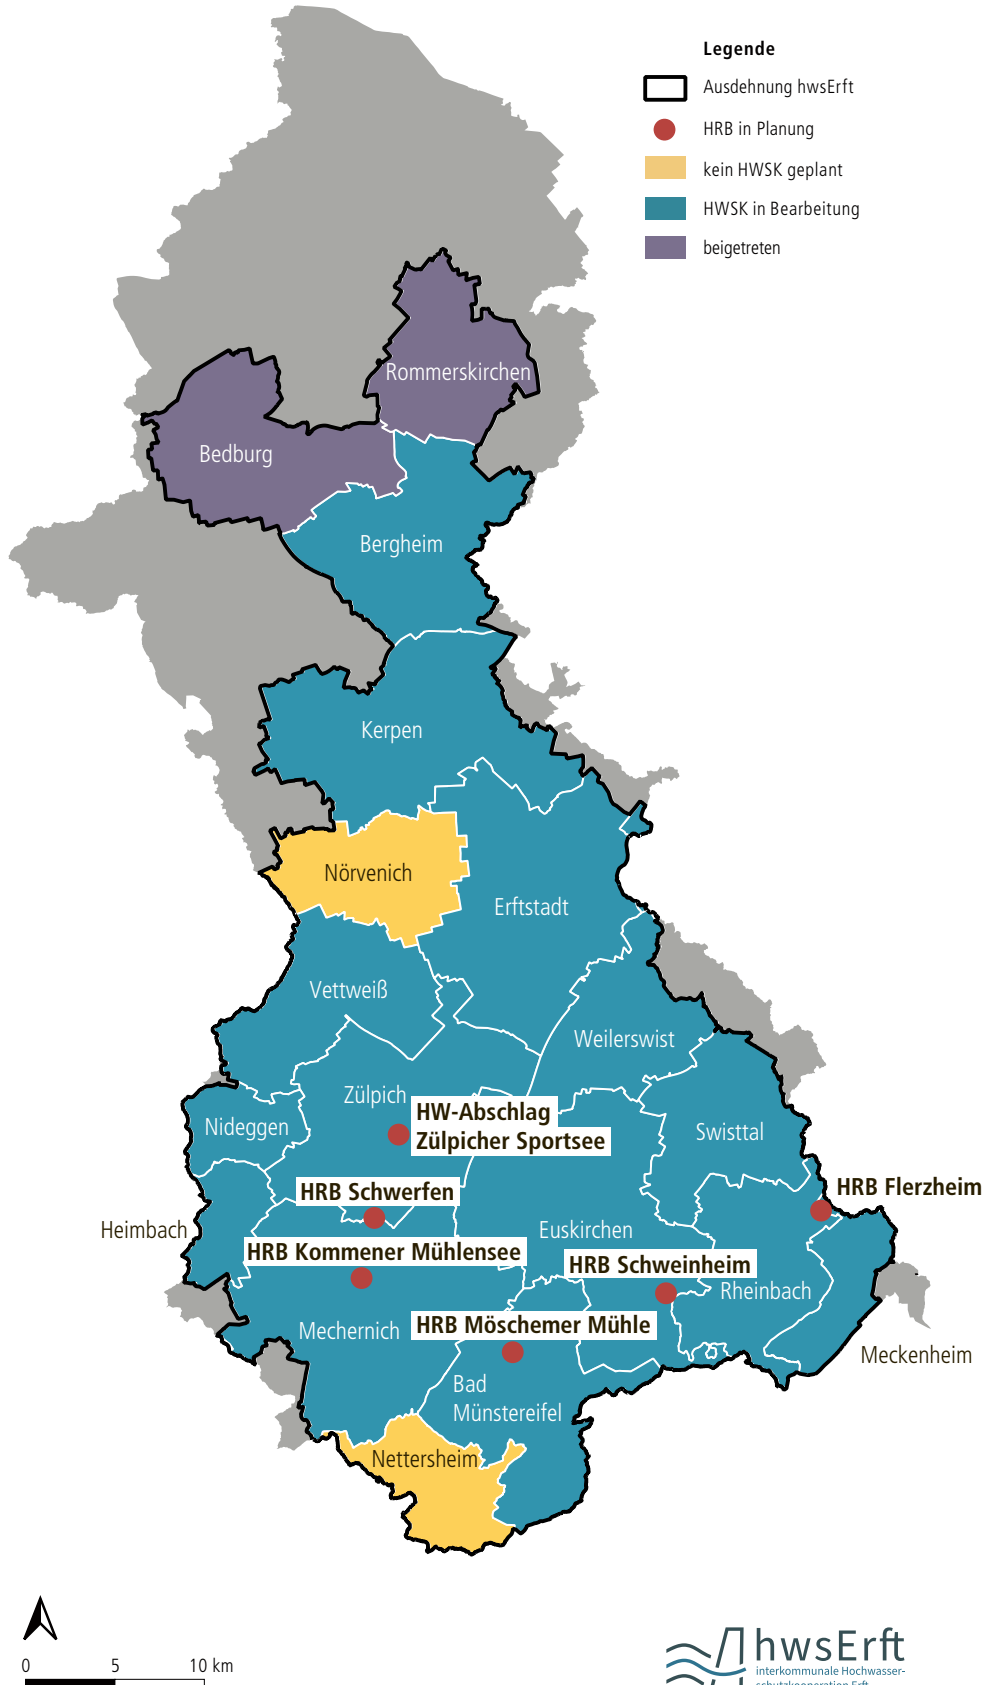 Legende
Ausdehnung hwsErft
HRB in Planung
kein HWSK geplant
HWSK in Bearbeitung
beigetreten
Rommerskirchen
Bedburg
Bergheim
Kerpen
Nörvenich
Erftstadt
Vettweiß
Weilerswist
Zülpich
HW-Abschlag
Zülpicher Sportsee
Nideggen
Swisttal
HRB Schwerfen
HRB Flerzheim
Heimbach
Euskirchen
HRB Kommener Mühlensee
HRB Schweinheim
Rheinbach
Mechernich
HRB Möschemer Mühle
Meckenheim
Bad
Münstereifel
Nettersheim
0 5 10 km
hwsErft
interkommunale Hochwasser-
schutzkooperation Erft